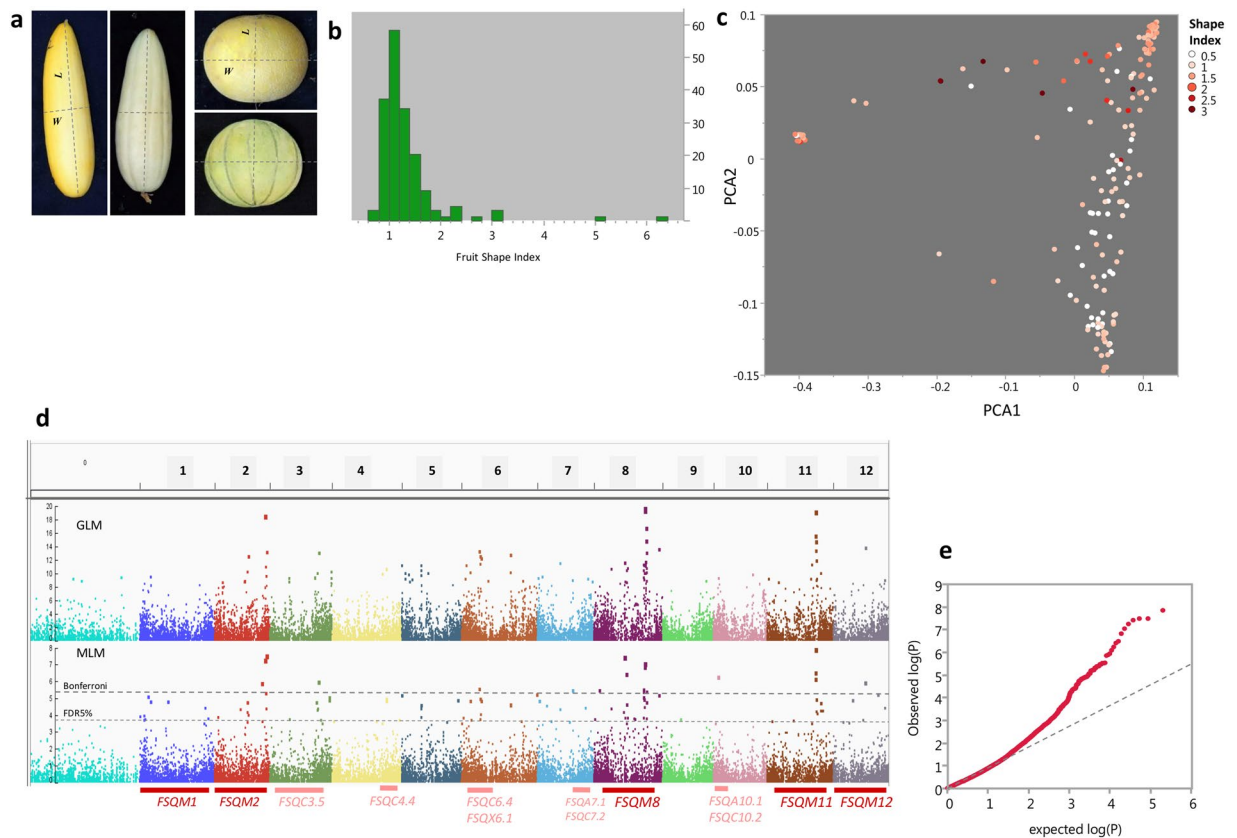 a
L
W
L
W
b
60
50
40
30
20
10
1 2 3 4 5 6
Fruit Shape Index
c
0.1
0.05
0
-0.05
-0.1
-0.15
PCA2
-0.4 -0.3 -0.2 -0.1 0 0.1
PCA1
Shape
Index
0.5
1
1.5
2
2.5
3
d
0 1 2 3 4 5 6 7 8 9 10 11 12
20
18
16
14
12
10
8
6
4
2
0
GLM
8
7
6
5
4
3
2
1
0
MLM
Bonferroni
FDR5%
FSQM1 FSQM2 FSQC3.5 FSQC4.4 FSQC6.4 FSQA7.1 FSQM8 FSQA10.1 FSQM11 FSQM12
FSQX6.1 FSQC7.2 FSQC10.2
e
9
8
7
6
5
4
3
2
1
0
Observed log(P)
0 1 2 3 4 5 6
expected log(P)